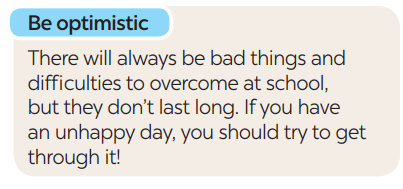 Be optimistic
There will always be bad things and
difficulties to overcome at school,
but they don’t last long. If you have
an unhappy day, you should try to get
through it!